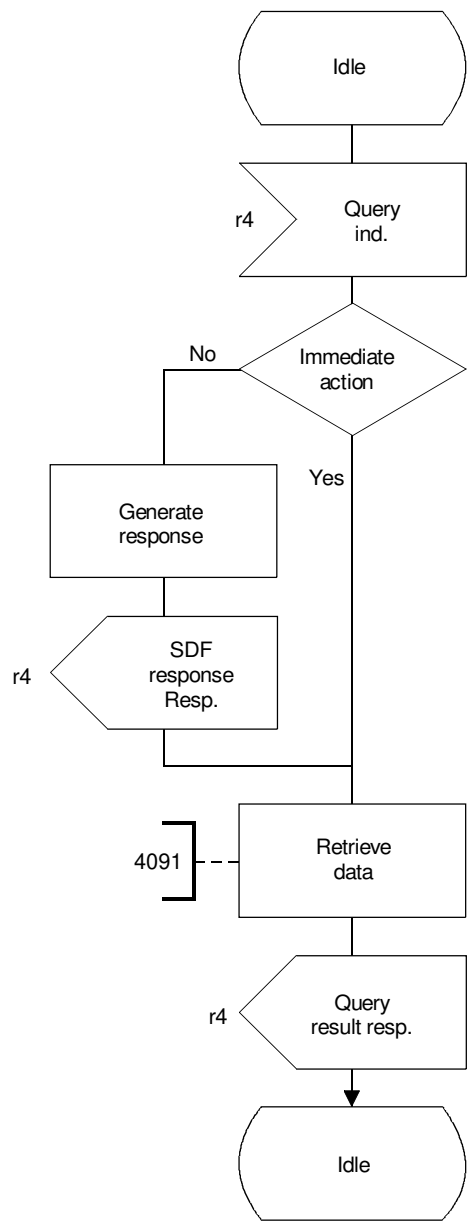 Idle
r4
Query
ind.
Immediate
action
No
Yes
Generate
response
r4
SDF
response
Resp.
4091
Retrieve
data
r4
Query
result resp.
Idle